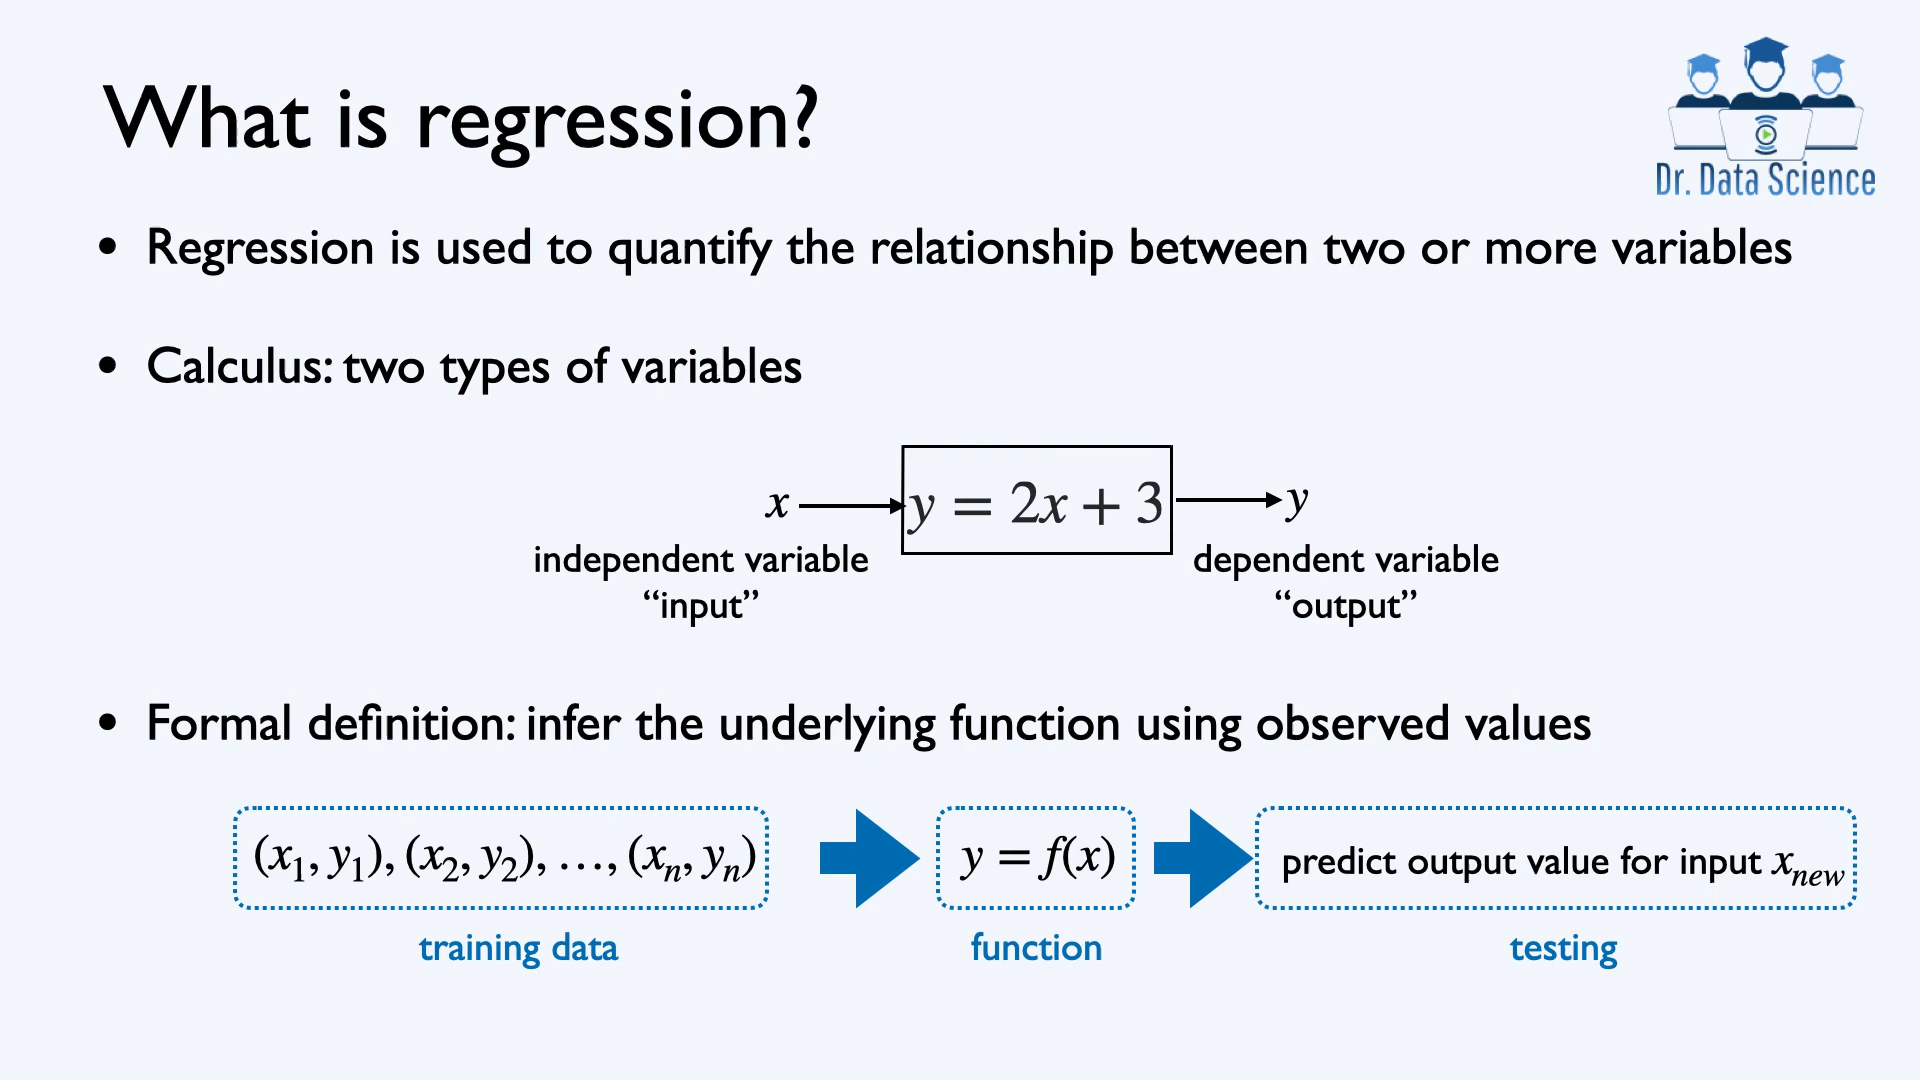 What is regression?
Dr. Data Science
• Regression is used to quantify the relationship between two or more variables
• Calculus: two types of variables
x y = 2x + 3 y
independent variable dependent variable
“input” “output”
• Formal definition: infer the underlying function using observed values
(x₁, y₁), (x₂, y₂), …, (xₙ, yₙ) y = f(x) predict output value for input x_new
training data function testing